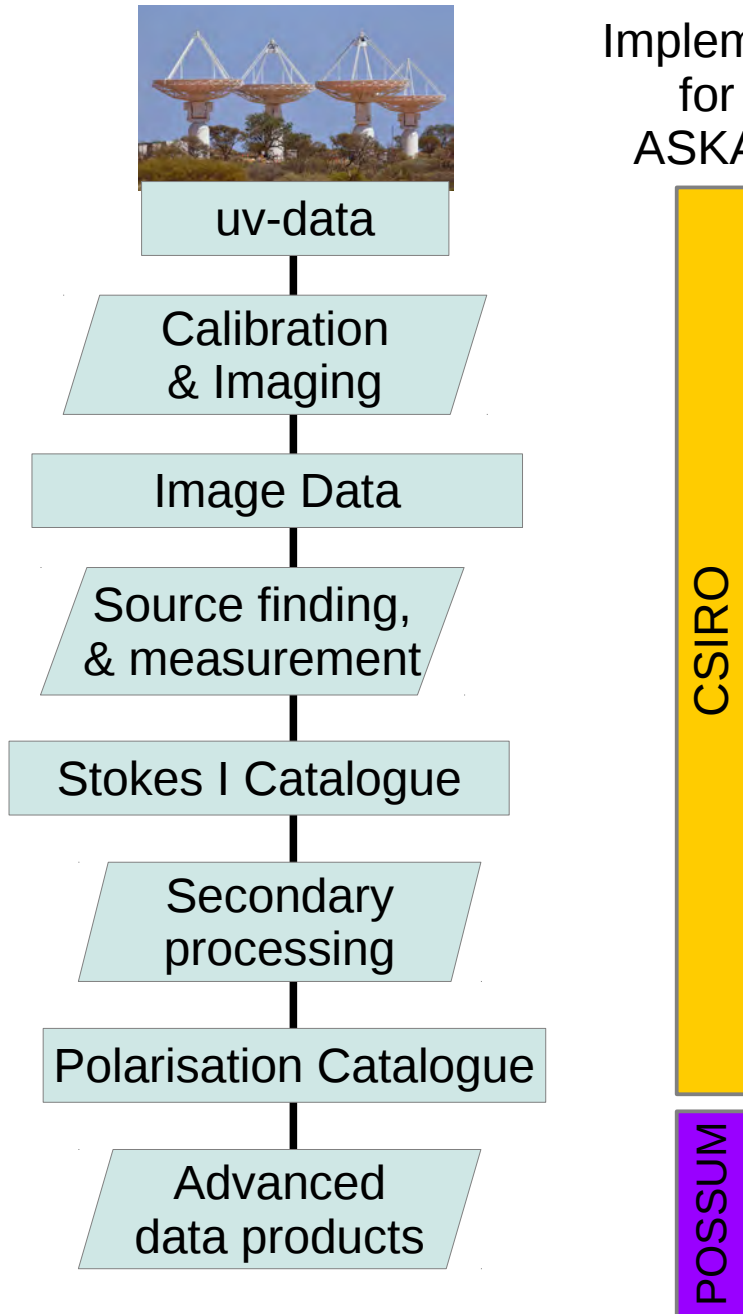 Implem
for
ASKA
uv-data
Calibration
& Imaging
Image Data
Source finding,
& measurement
Stokes I Catalogue
Secondary
processing
Polarisation Catalogue
Advanced
data products
CSIRO
POSSUM